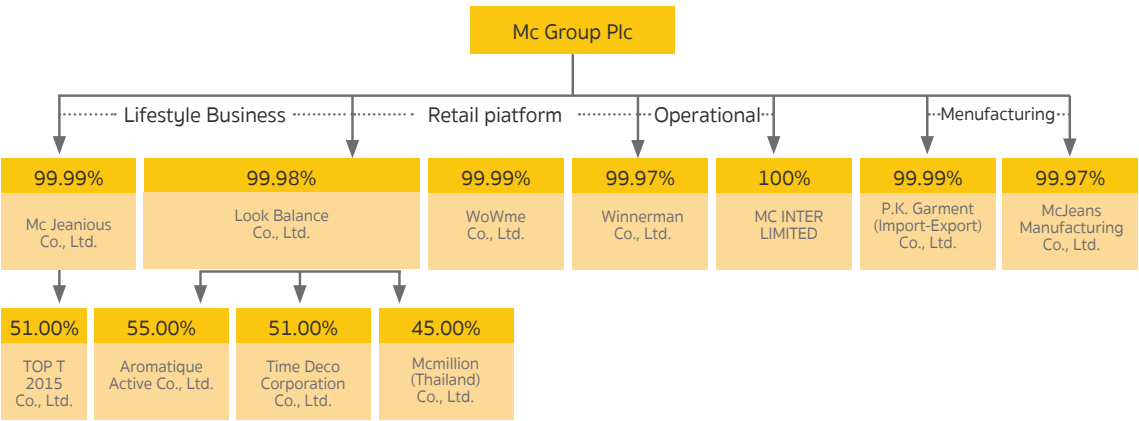 Mc Group Plc
Lifestyle Business
Retail piatform
Operational
Menufacturing
99.99%
99.98%
99.99%
99.97%
100%
99.99%
99.97%
Mc Jeanious
Co., Ltd.
Look Balance
Co., Ltd.
WoWme
Co., Ltd.
Winnerman
Co., Ltd.
MC INTER
LIMITED
P.K. Garment
(Import-Export)
Co., Ltd.
McJeans
Manufacturing
Co., Ltd.
51.00%
55.00%
51.00%
45.00%
TOP T
2015
Co., Ltd.
Aromatique
Active Co., Ltd.
Time Deco
Corporation
Co., Ltd.
Mcmillion
(Thailand)
Co., Ltd.